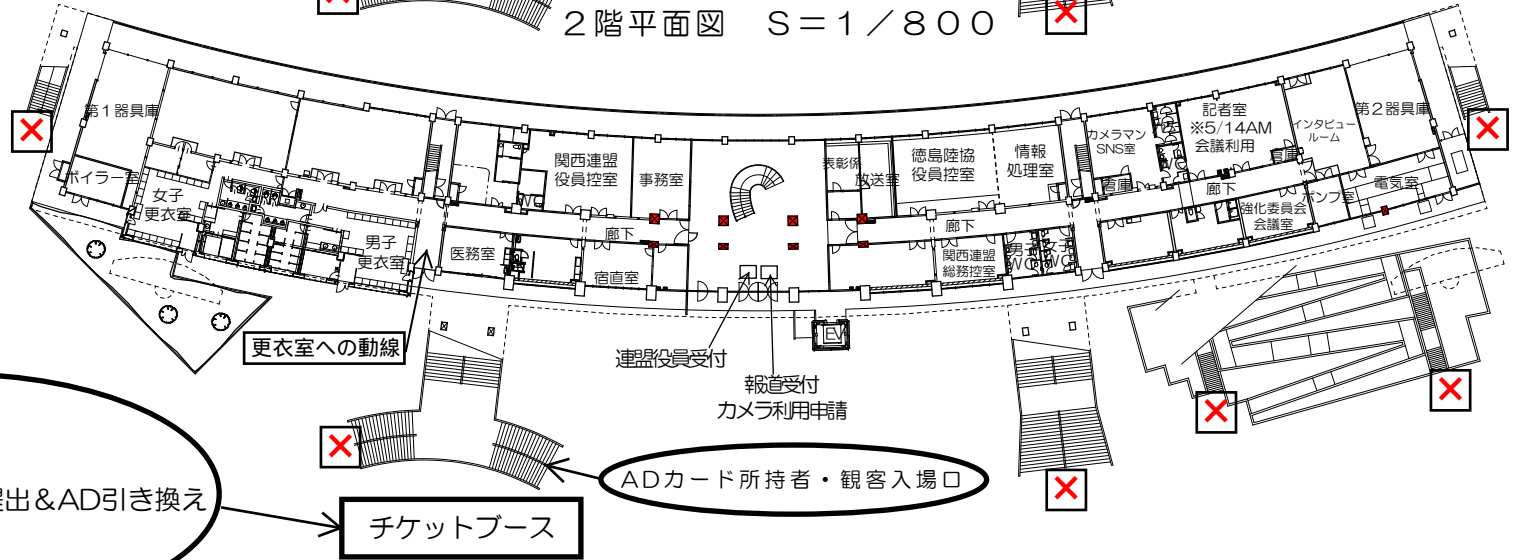 ２階平面図　Ｓ＝１／８００
第１器具庫
ボイラー室
女子
更衣室
男子
更衣室
関西連盟
役員控室
事務室
廊下
医務室
宿直室
表彰係
放送室
徳島陸協
役員控室
情報
処理室
廊下
関西連盟
総務控室
男子
WC
女子
WC
カメラマン
SNS室
倉庫
記者室
※5/14AM
会議利用
インタビュー
ルーム
第２器具庫
廊下
強化委員会
会議室
ポンプ室
電気室
EV
更衣室への動線
連盟役員受付
報道受付
カメラ利用申請
ADカード所持者・観客入場口
提出＆AD引き換え
チケットブース